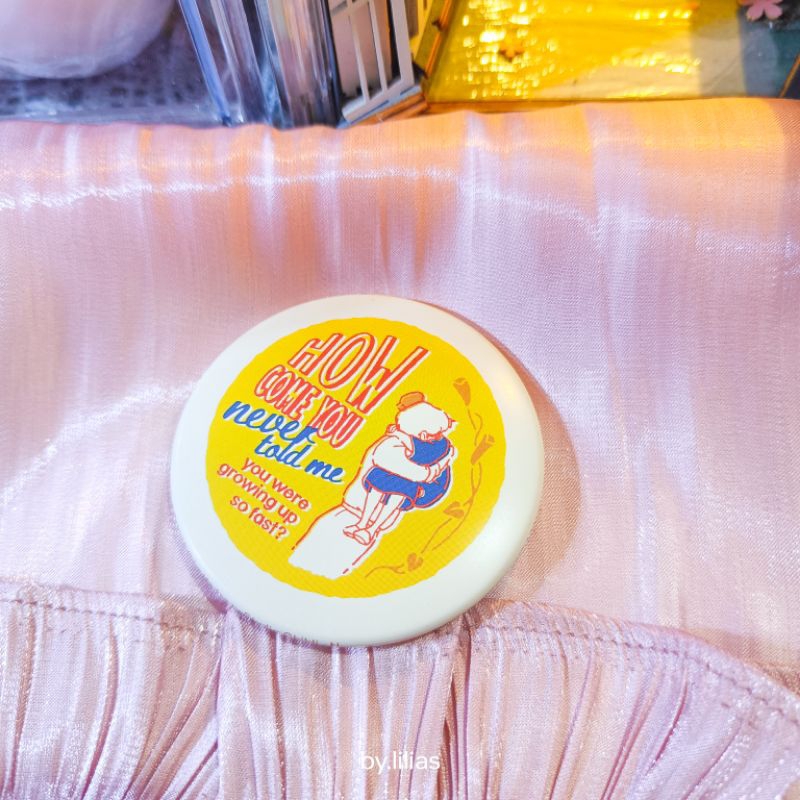 HOW
COME YOU
never
told me
you were
growing up
so fast?
by.lilias